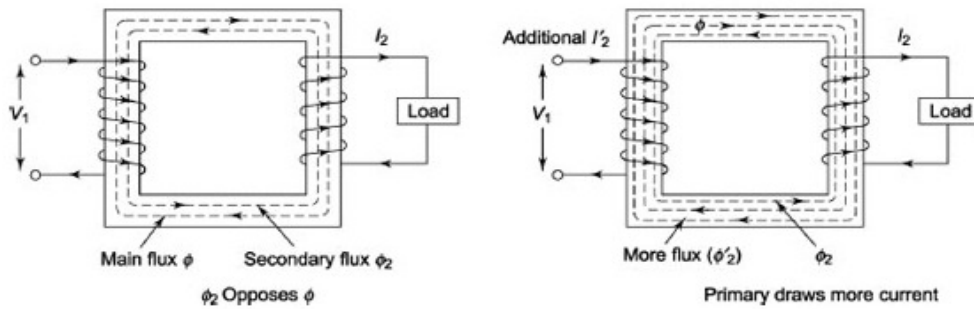 I₂
V₁
Load
Main flux ϕ
Secondary flux ϕ₂
ϕ₂ Opposes ϕ
Additional I′₂
ϕ
I₂
V₁
Load
More flux (ϕ′₂)
ϕ₂
Primary draws more current